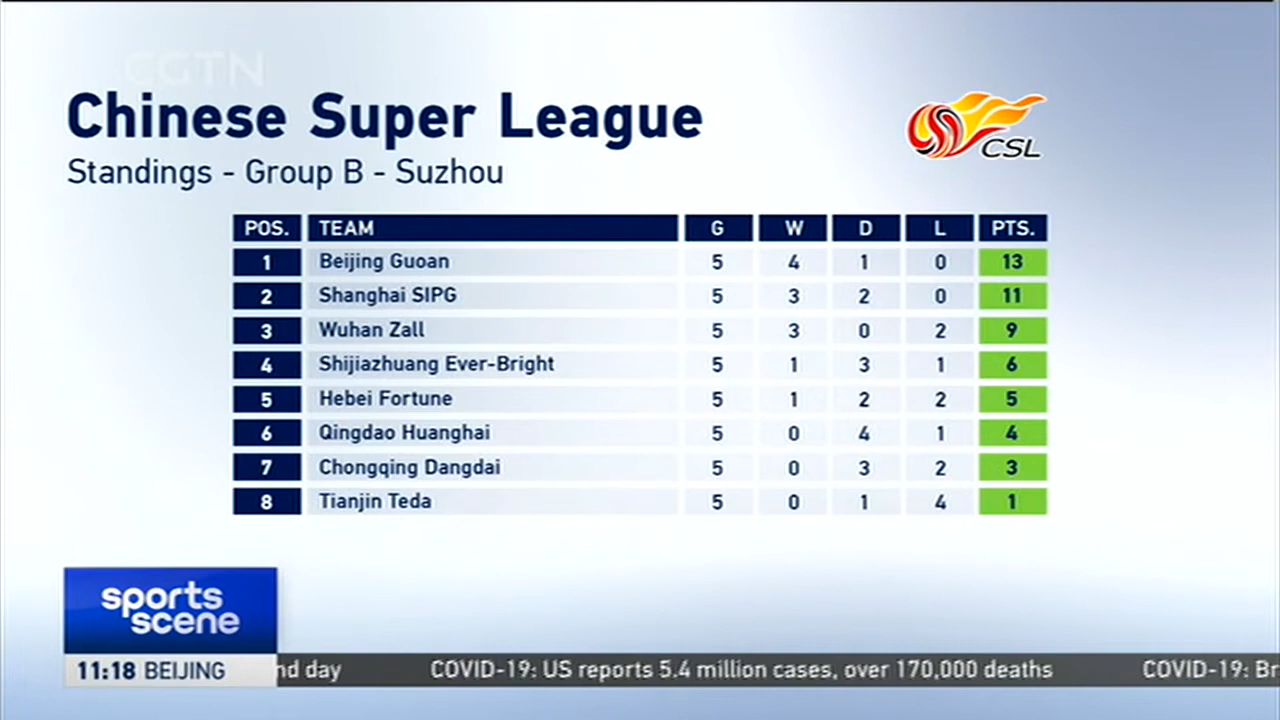 CGTN
Chinese Super League
CSL
Standings - Group B - Suzhou
POS. TEAM G W D L PTS.
1 Beijing Guoan 5 4 1 0 13
2 Shanghai SIPG 5 3 2 0 11
3 Wuhan Zall 5 3 0 2 9
4 Shijiazhuang Ever-Bright 5 1 3 1 6
5 Hebei Fortune 5 1 2 2 5
6 Qingdao Huanghai 5 0 4 1 4
7 Chongqing Dangdai 5 0 3 2 3
8 Tianjin Teda 5 0 1 4 1
sports
scene
11:18 BEIJING nd day COVID-19: US reports 5.4 million cases, over 170,000 deaths COVID-19: Br